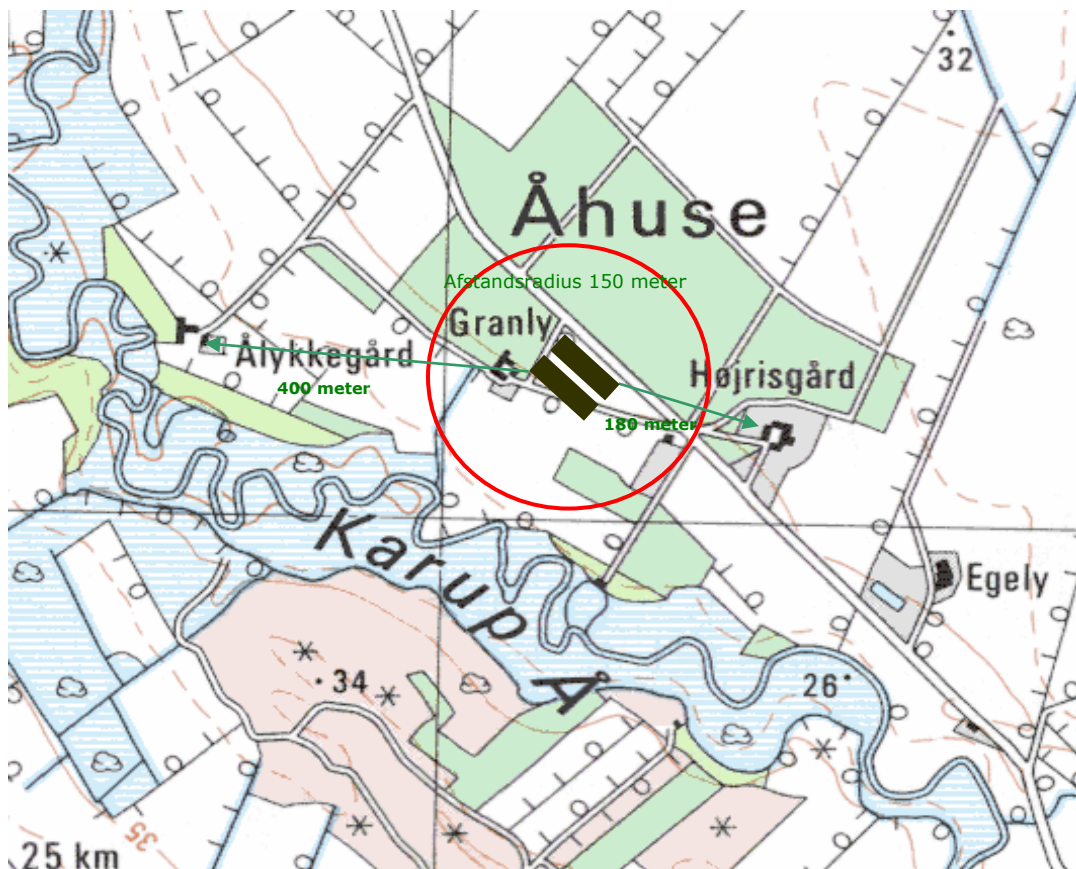 32
Åhuse
Afstandsradius 150 meter
Granly
Ålykkegård
Højrisgård
400 meter
180 meter
Karup Å
Egely
34
26
35
25 km